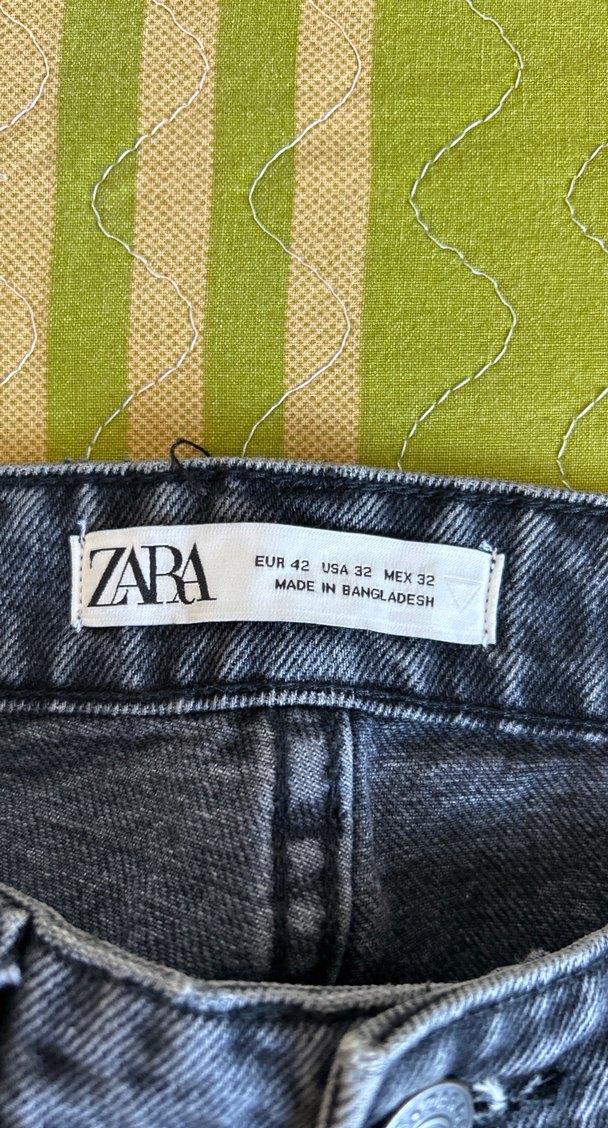 ZARA
EUR 42 USA 32 MEX 32
MADE IN BANGLADESH